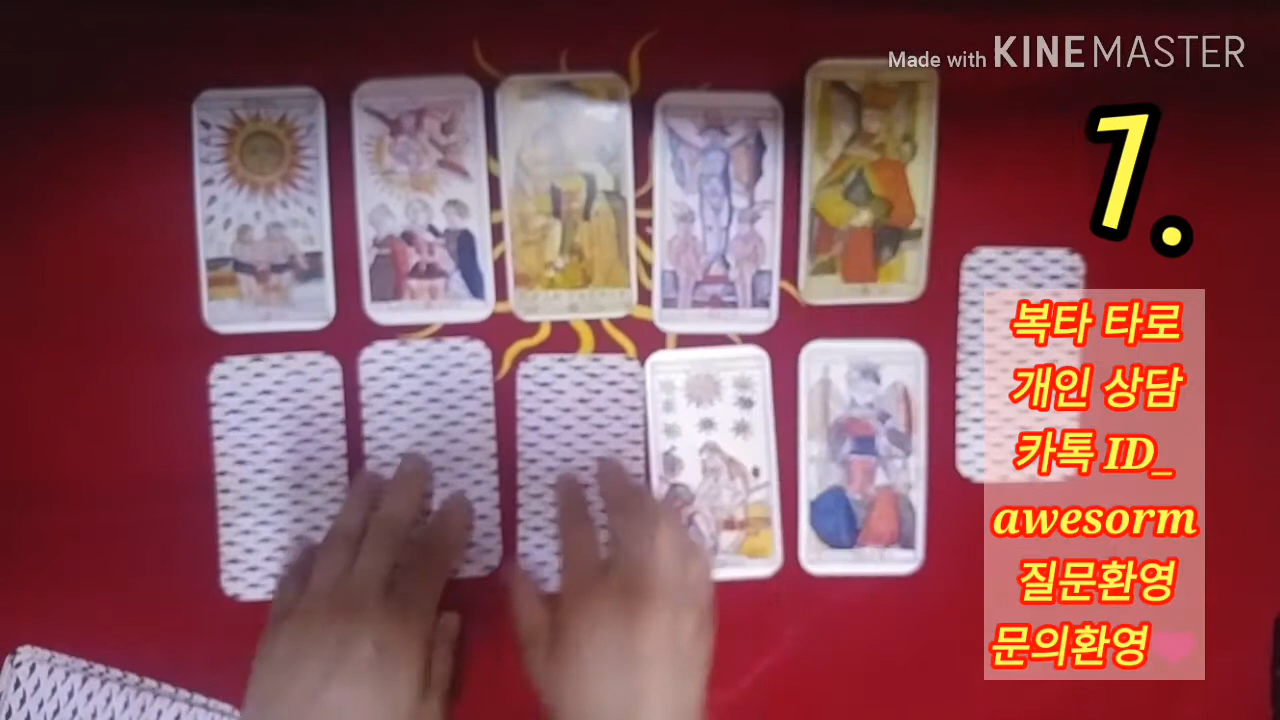 Made with KINEMASTER
1.
복타 타로
개인 상담
카톡 ID_
awesorm
질문환영
문의환영